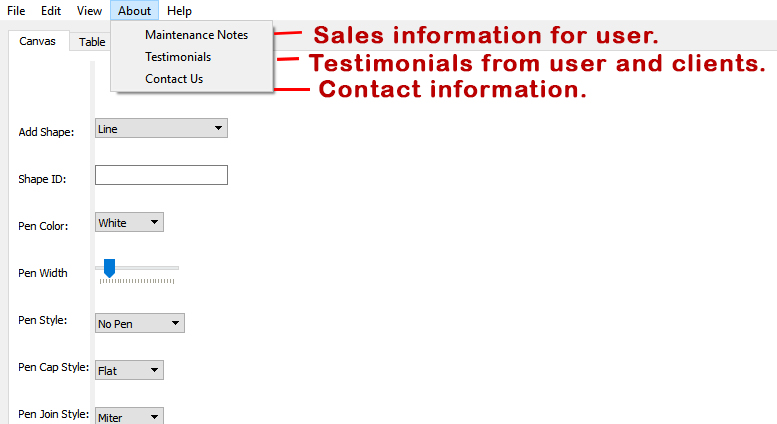 File Edit View About Help
Maintenance Notes Sales information for user.
Canvas Table
Testimonials Testimonials from user and clients.
Contact Us Contact information.
Add Shape: Line
Shape ID:
Pen Color: White
Pen Width
Pen Style: No Pen
Pen Cap Style: Flat
Pen Join Style: Miter